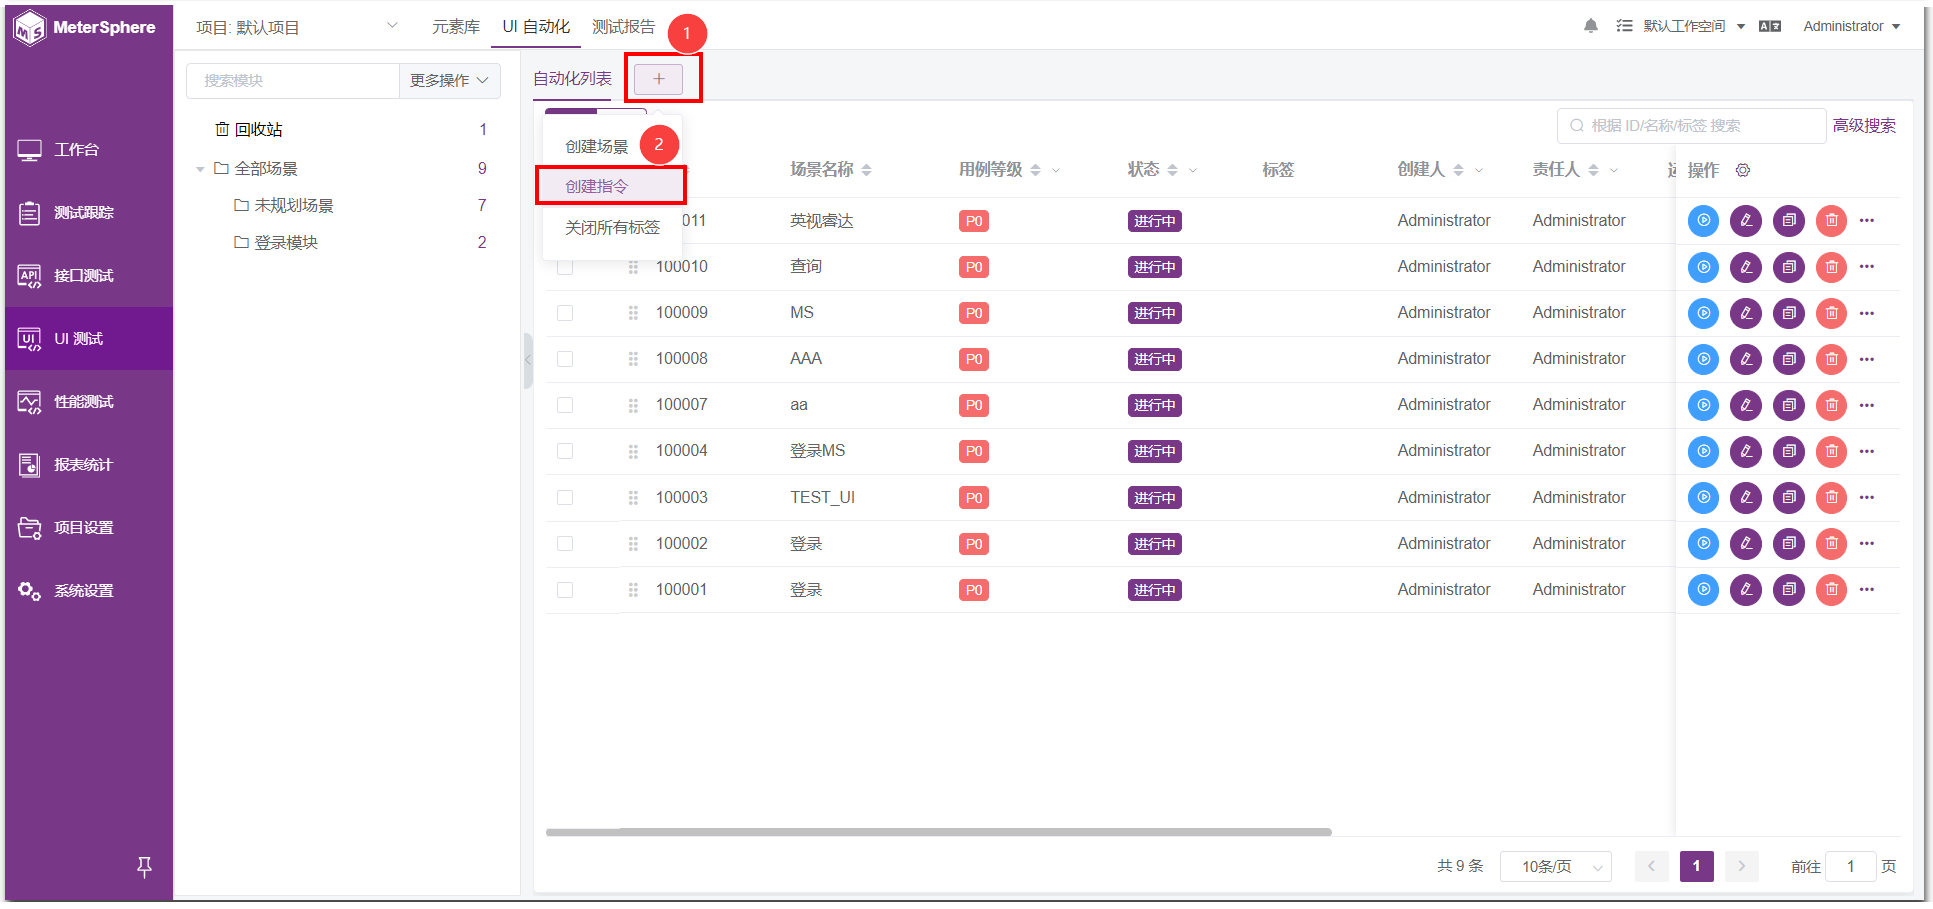 MeterSphere
项目: 默认项目
元素库
UI 自动化
测试报告
1
默认工作空间
Administrator
工作台
测试跟踪
接口测试
UI 测试
性能测试
报表统计
项目设置
系统设置
搜索模块
更多操作
回收站 1
全部场景 9
未规划场景 7
登录模块 2
自动化列表
+
创建场景
2
创建指令
关闭所有标签
根据 ID/名称/标签 搜索
高级搜索
场景名称 用例等级 状态 标签 创建人 责任人 操作
011 英视睿达 P0 进行中 Administrator Administrator
100010 查询 P0 进行中 Administrator Administrator
100009 MS P0 进行中 Administrator Administrator
100008 AAA P0 进行中 Administrator Administrator
100007 aa P0 进行中 Administrator Administrator
100004 登录MS P0 进行中 Administrator Administrator
100003 TEST_UI P0 进行中 Administrator Administrator
100002 登录 P0 进行中 Administrator Administrator
100001 登录 P0 进行中 Administrator Administrator
共 9 条 10条/页 1 前往 1 页